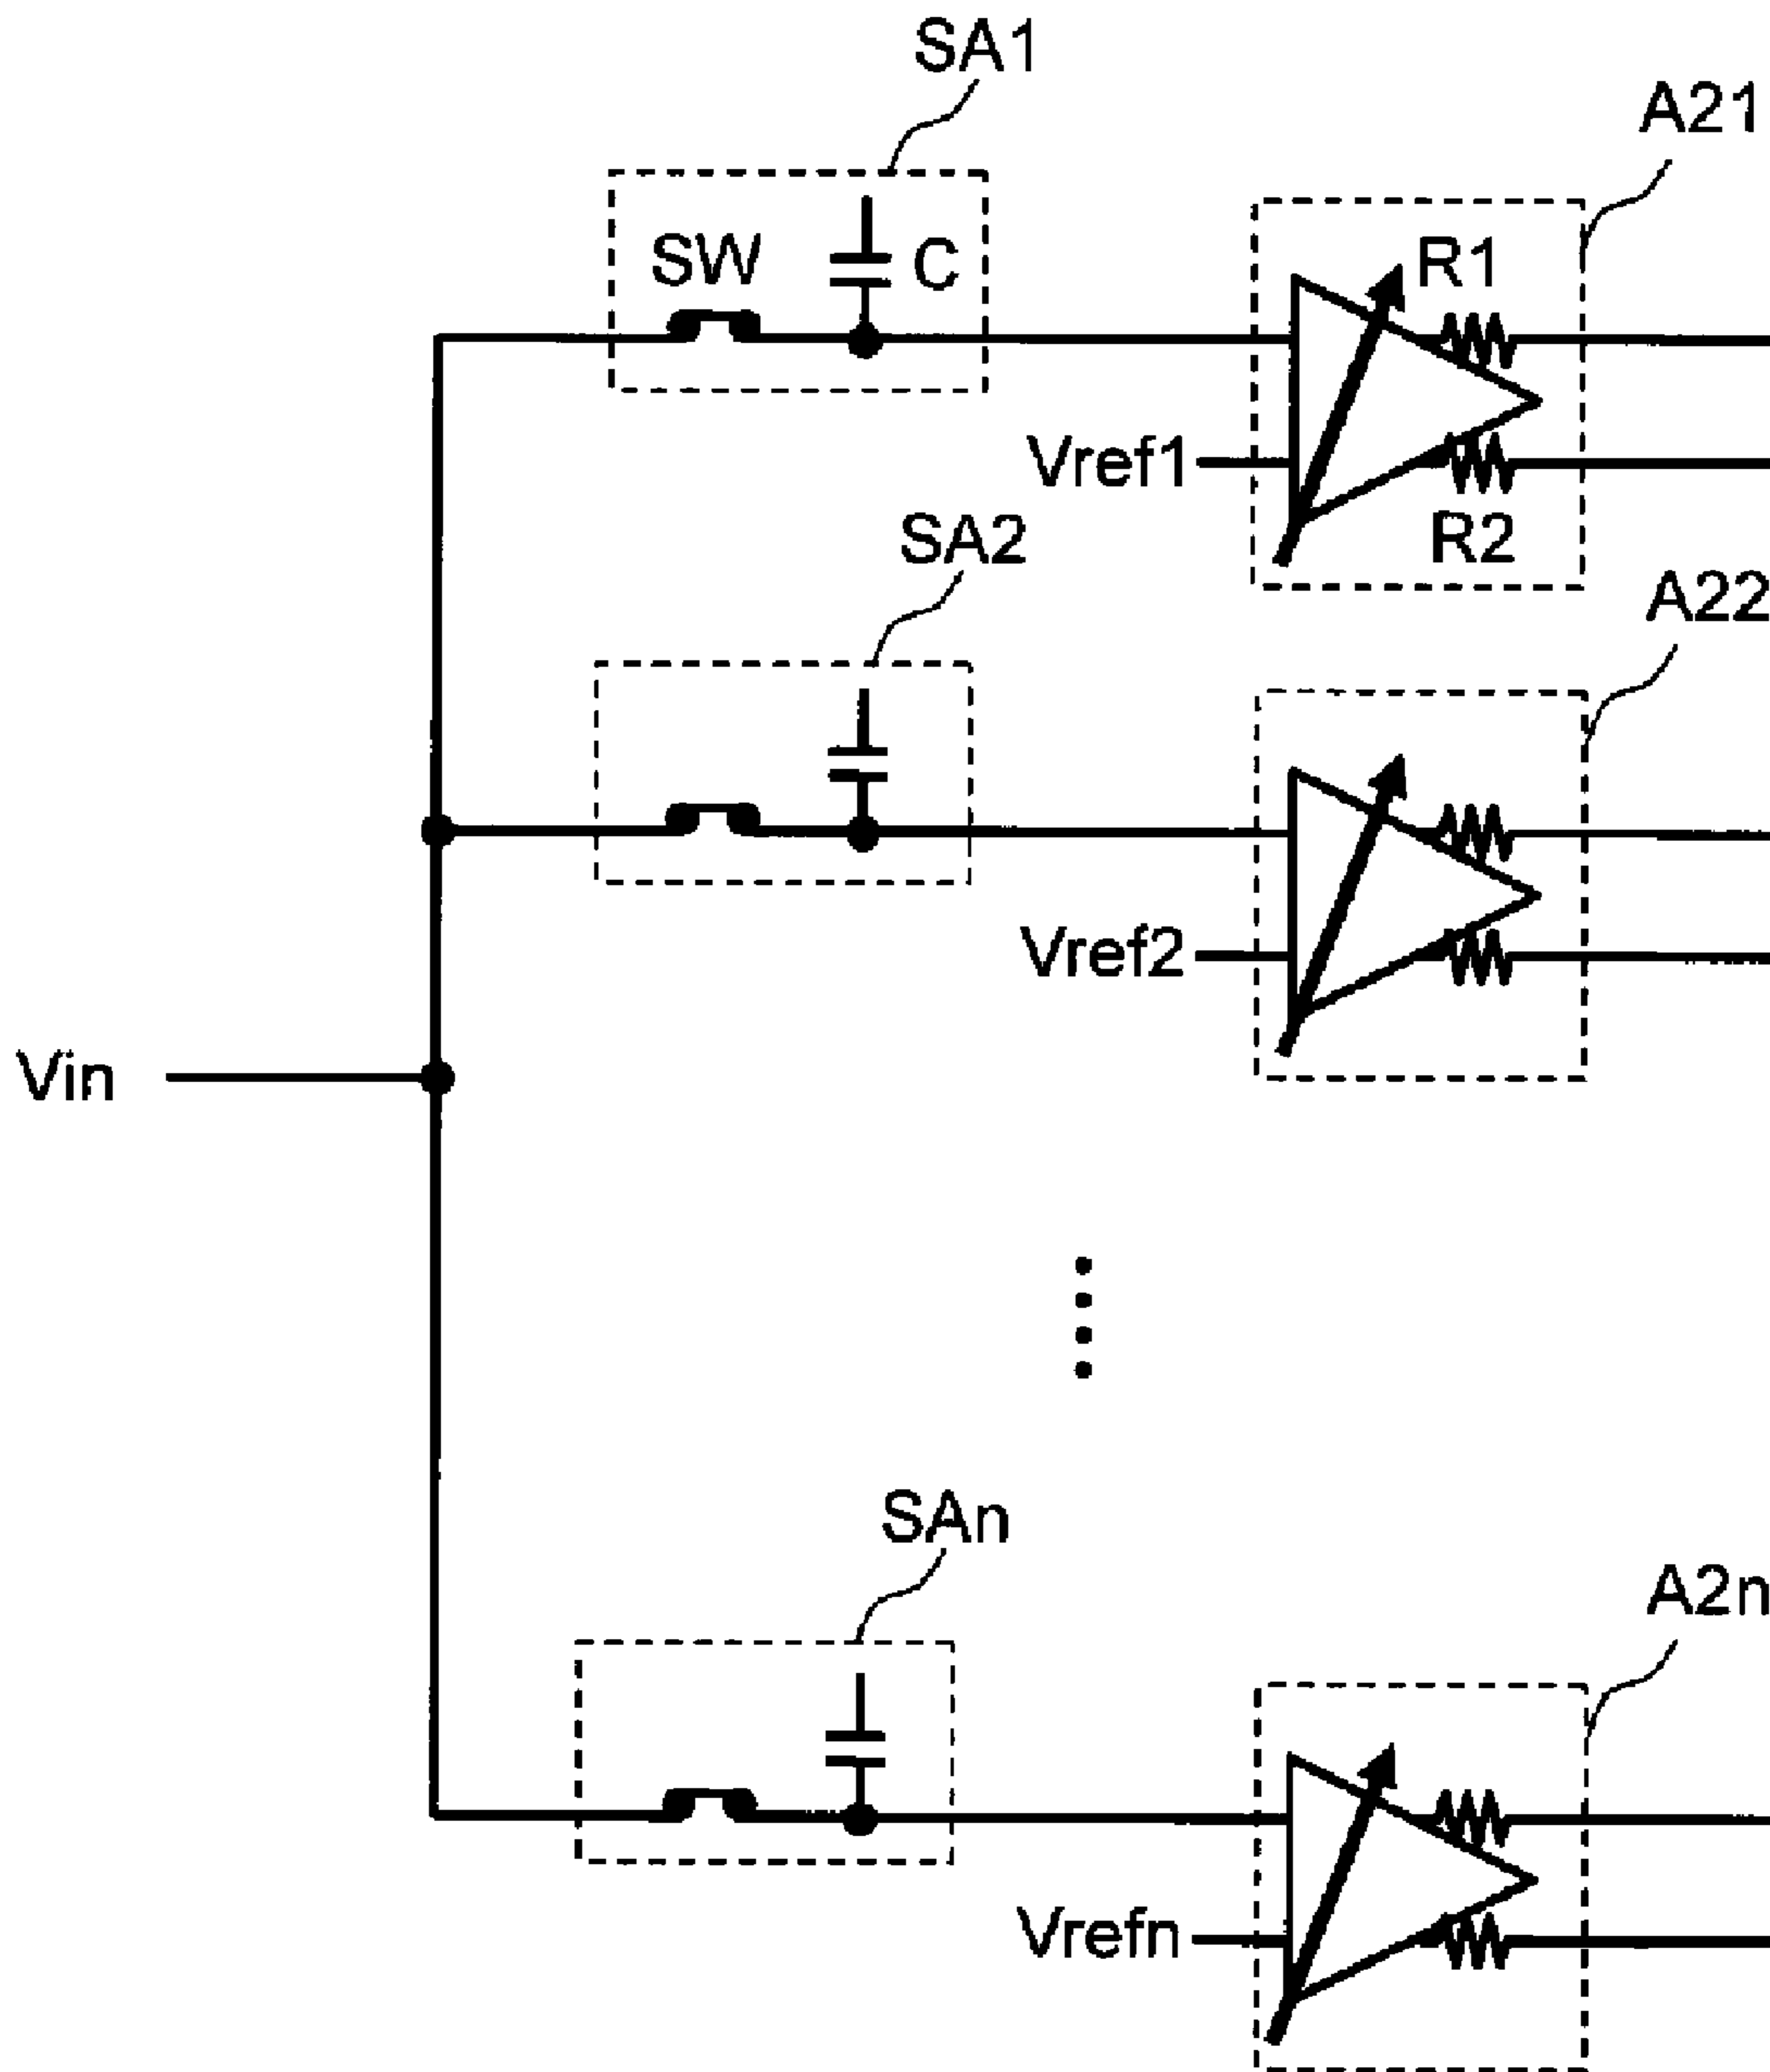 SA1
A21
SW
C
R1
Vref1
R2
SA2
A22
Vref2
Vin
SAn
A2n
Vrefn